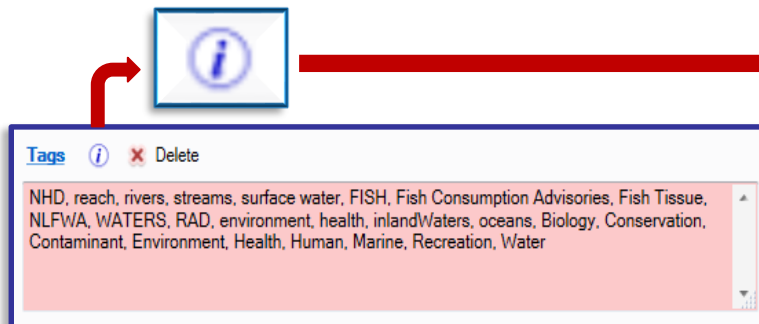 i
Tags i Delete
NHD, reach, rivers, streams, surface water, FISH, Fish Consumption Advisories, Fish Tissue,
NLFWA, WATERS, RAD, environment, health, inlandWaters, oceans, Biology, Conservation,
Contaminant, Environment, Health, Human, Marine, Recreation, Water